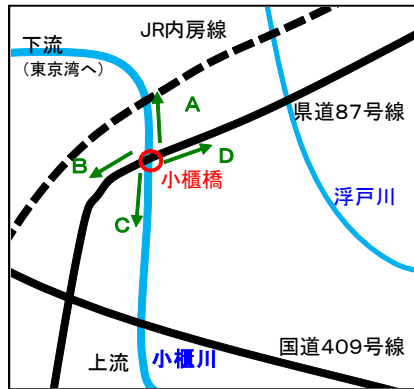 JR内房線
下流
(東京湾へ)
A
県道87号線
B
D
小櫃橋
C
浮戸川
国道409号線
上流
小櫃川